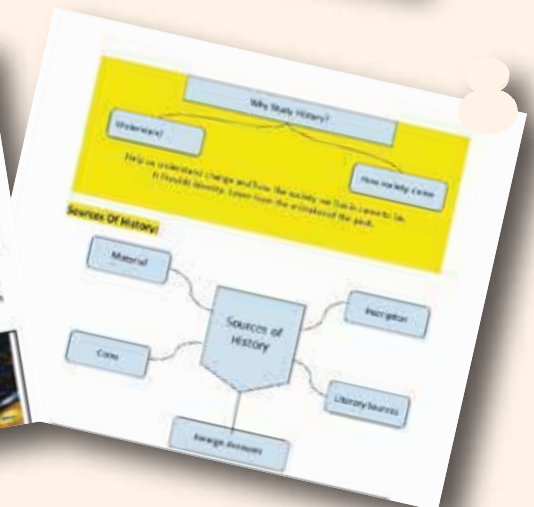 Why Study History?
Understand
How society came
Help us understand change and how the society we live in came to be.
It Provide identity. Learn from the mistakes of the past.
Sources Of History:
Material
Inscription
Sources of
History
Coins
Literary Sources
Foreign Accounts